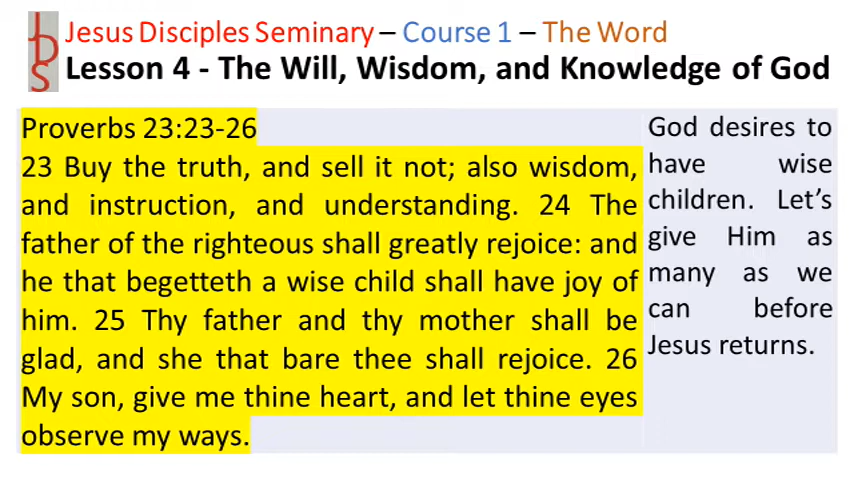 JDS
Jesus Disciples Seminary – Course 1 – The Word
Lesson 4 - The Will, Wisdom, and Knowledge of God
Proverbs 23:23-26
23 Buy the truth, and sell it not; also wisdom,
and instruction, and understanding. 24 The
father of the righteous shall greatly rejoice: and
he that begetteth a wise child shall have joy of
him. 25 Thy father and thy mother shall be
glad, and she that bare thee shall rejoice. 26
My son, give me thine heart, and let thine eyes
observe my ways.
God desires to
have wise
children. Let’s
give Him as
many as we
can before
Jesus returns.